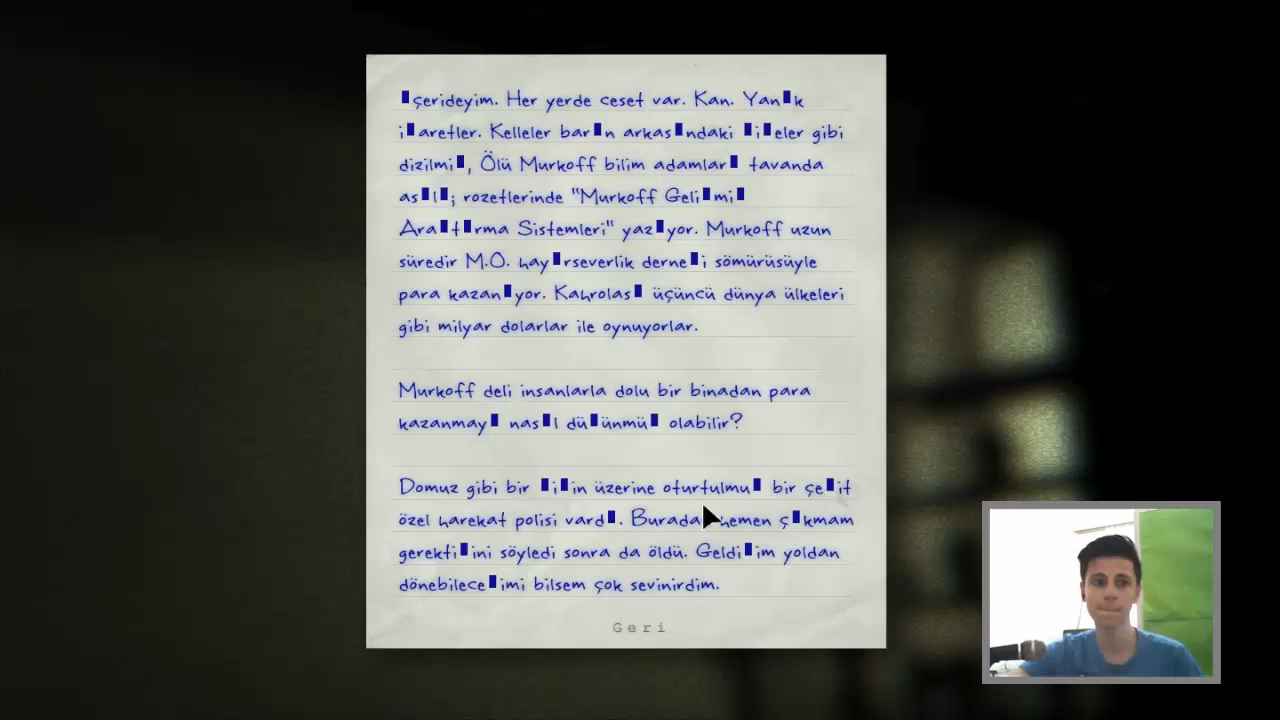 ▮çerideyim. Her yerde ceset var. Kan. Yan▮k
i▮aretler. Kelleler bar▮n arkas▮ndaki ▮i▮eler gibi
dizilmi▮, Ölü Murkoff bilim adamlar▮ tavanda
as▮l▮; rozetlerinde "Murkoff Geli▮mi▮
Ara▮t▮rma Sistemleri" yaz▮yor. Murkoff uzun
süredir M.O. hay▮rseverlik derne▮i sömürüsüyle
para kazan▮yor. Kahrolas▮ üçüncü dünya ülkeleri
gibi milyar dolarlar ile oynuyorlar.
Murkoff deli insanlarla dolu bir binadan para
kazanmay▮ nas▮l dü▮ünmü▮ olabilir?
Domuz gibi bir ▮i▮in üzerine oturtulmu▮ bir çe▮it
özel harekat polisi vard▮. Buradan hemen ç▮kmam
gerekti▮ini söyledi sonra da öldü. Geldi▮im yoldan
dönebilece▮imi bilsem çok sevinirdim.
Geri